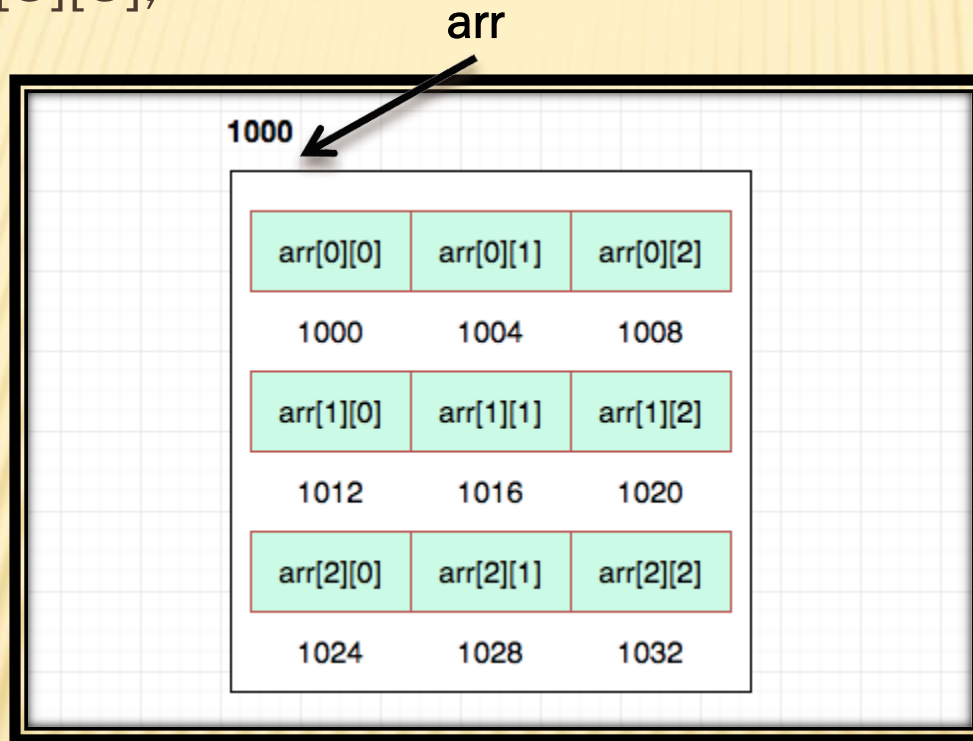 arr
1000
arr[0][0] arr[0][1] arr[0][2]
1000 1004 1008
arr[1][0] arr[1][1] arr[1][2]
1012 1016 1020
arr[2][0] arr[2][1] arr[2][2]
1024 1028 1032